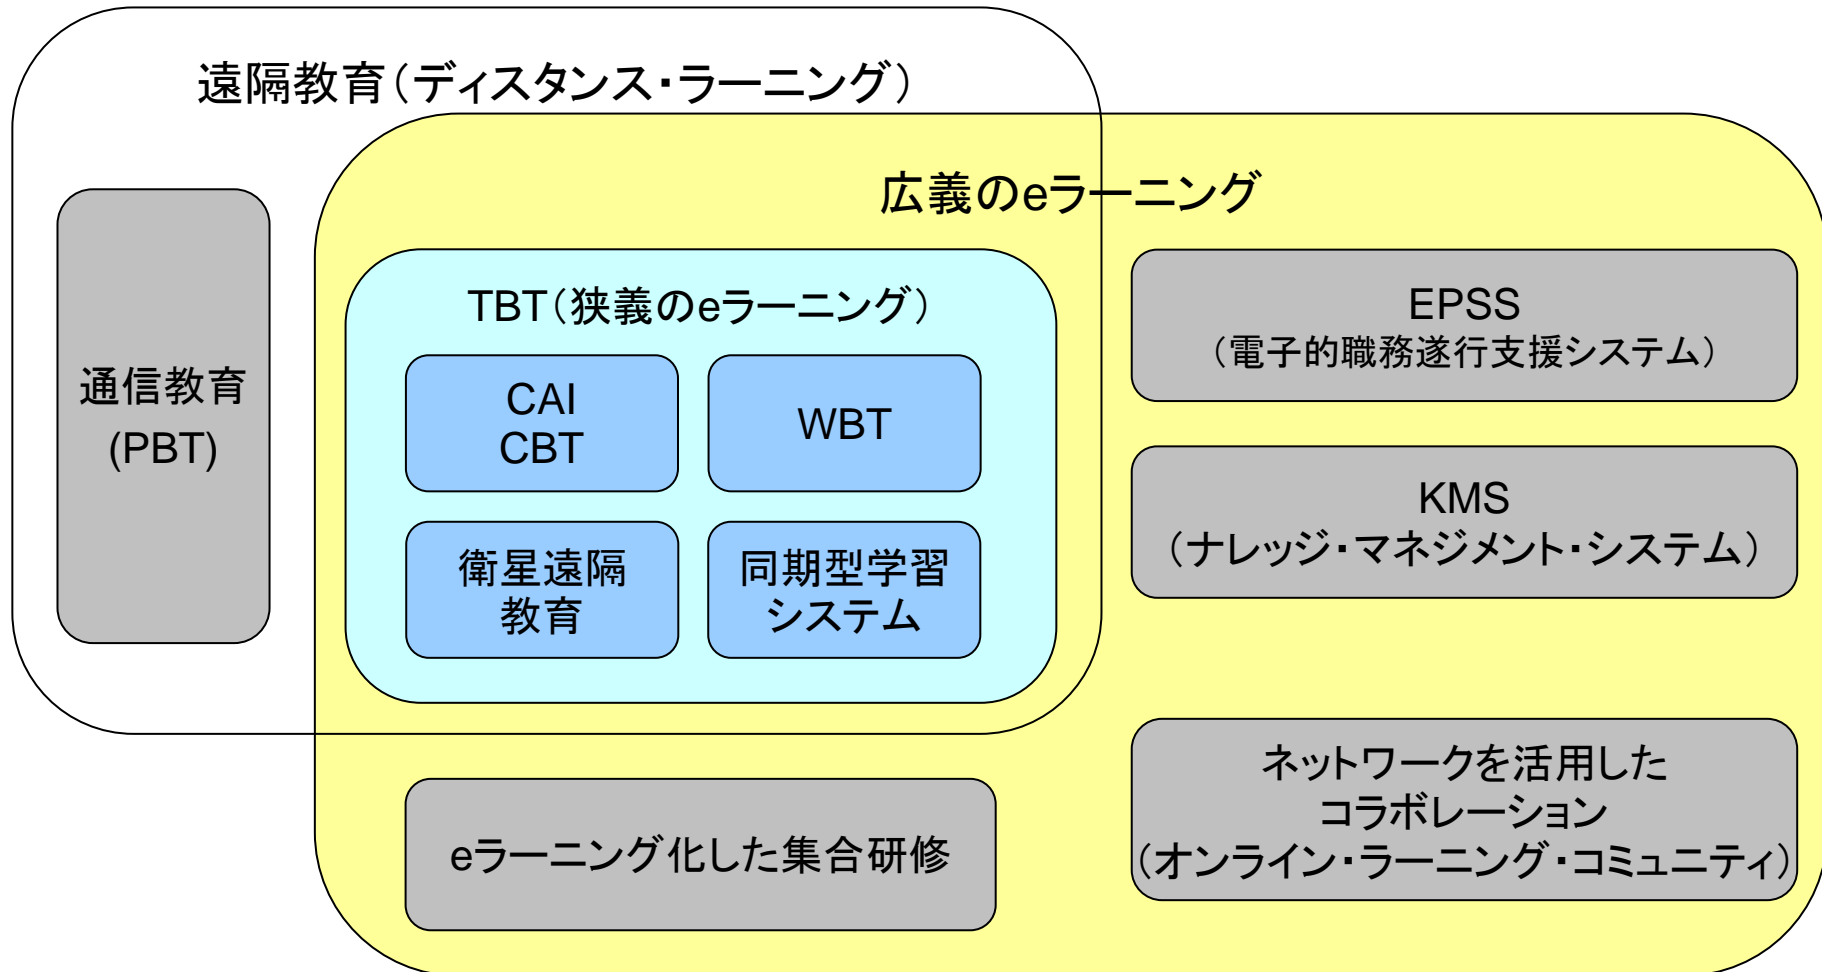 遠隔教育（ディスタンス・ラーニング）
広義のeラーニング
通信教育
(PBT)
TBT（狭義のeラーニング）
CAI
CBT
WBT
衛星遠隔
教育
同期型学習
システム
EPSS
（電子的職務遂行支援システム）
KMS
（ナレッジ・マネジメント・システム）
eラーニング化した集合研修
ネットワークを活用した
コラボレーション
（オンライン・ラーニング・コミュニティ）